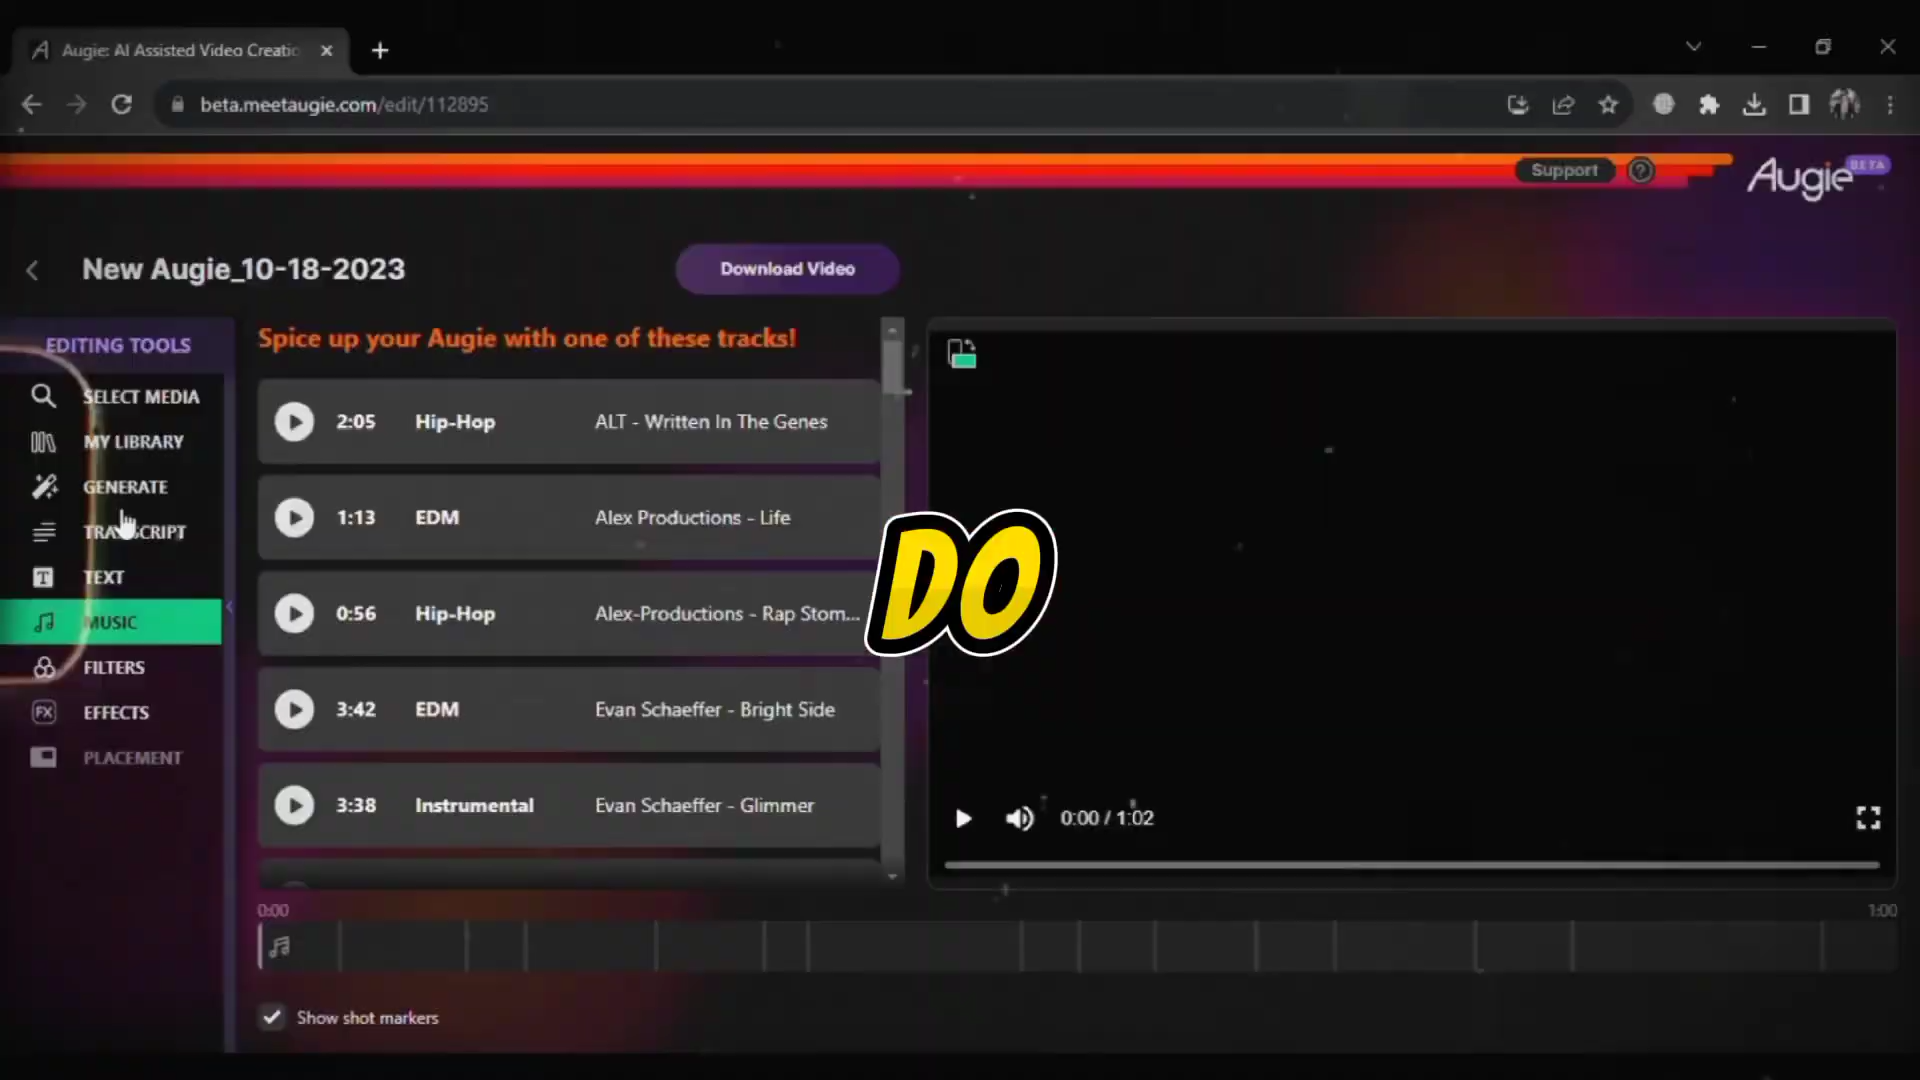 Augie: AI Assisted Video Creatio
beta.meetaugie.com/edit/112895
Support
?
Augie
BETA
New Augie_10-18-2023
Download Video
EDITING TOOLS
SELECT MEDIA
MY LIBRARY
GENERATE
TRANSCRIPT
T TEXT
MUSIC
FILTERS
FX EFFECTS
PLACEMENT
Spice up your Augie with one of these tracks!
2:05 Hip-Hop ALT - Written In The Genes
1:13 EDM Alex Productions - Life
0:56 Hip-Hop Alex-Productions - Rap Stom...
3:42 EDM Evan Schaeffer - Bright Side
3:38 Instrumental Evan Schaeffer - Glimmer
DO
0:00 / 1:02
0:00
1:00
Show shot markers